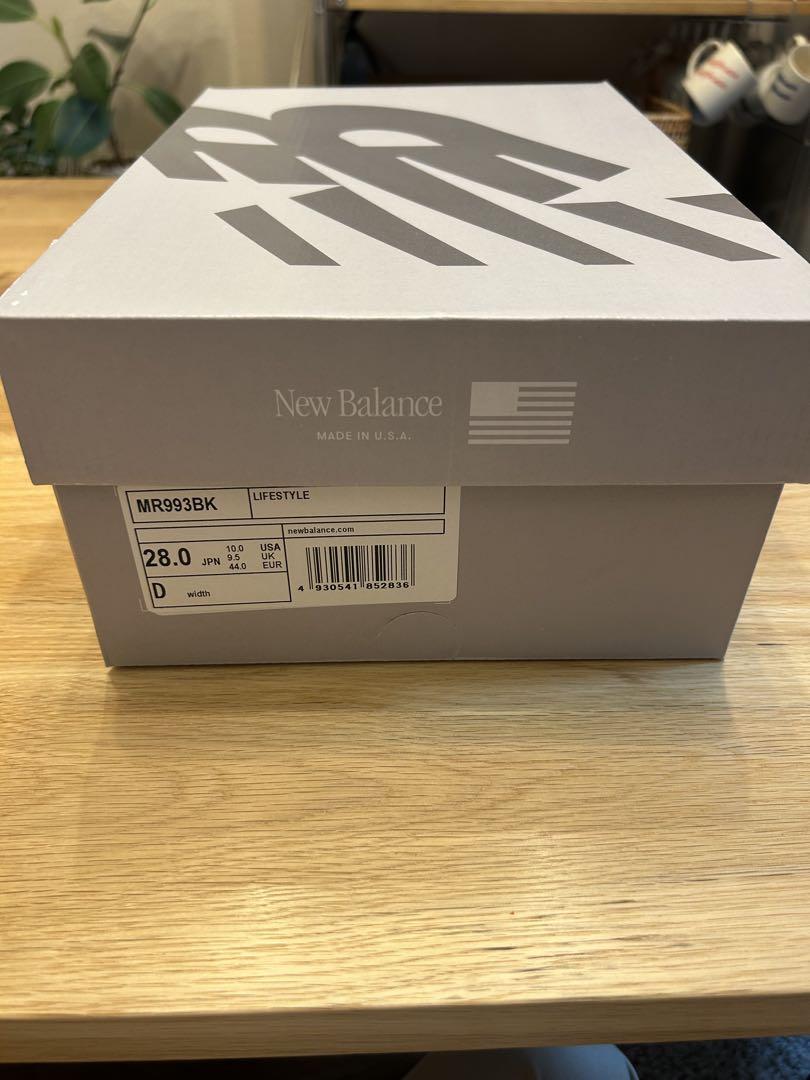 New Balance
MADE IN U.S.A.
MR993BK
LIFESTYLE
newbalance.com
28.0 JPN
10.0 USA
9.5 UK
44.0 EUR
D width
4 930541 852836